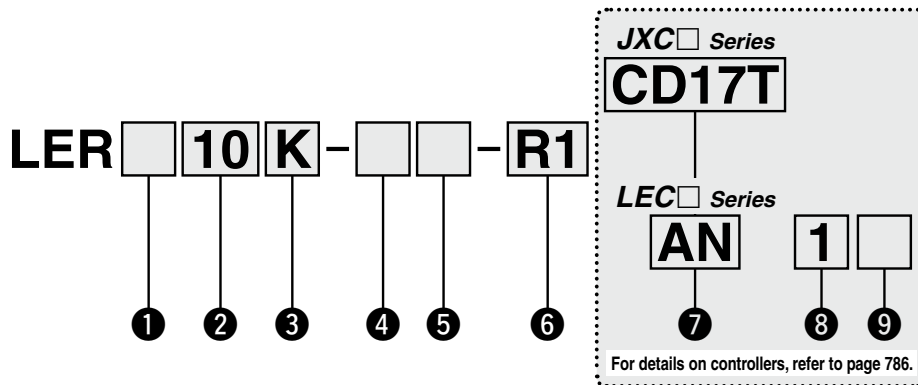 JXC□ Series
CD17T
LER□ 10 K – □ □ – R1
LEC□ Series
AN 1 □
❶ ❷ ❸ ❹ ❺ ❻ ❼ ❽ ❾
For details on controllers, refer to page 786.